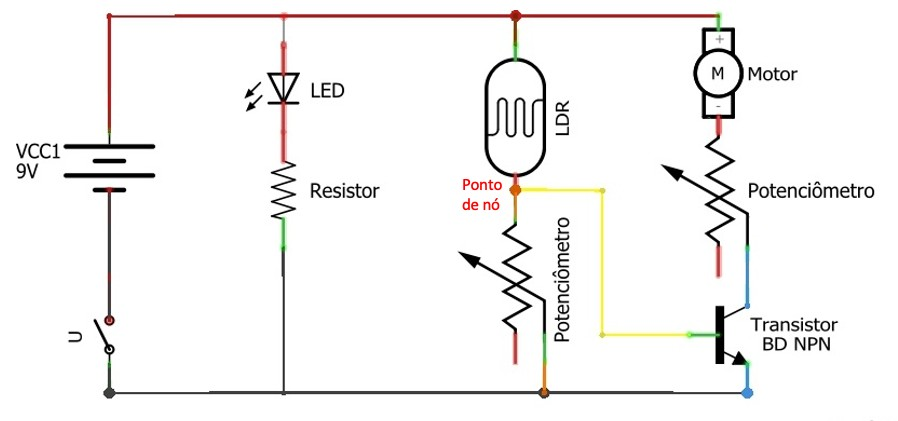 VCC1
9V
U
LED
Resistor
LDR
Ponto
de nó
Potenciômetro
+
M
-
Motor
Potenciômetro
Transistor
BD NPN